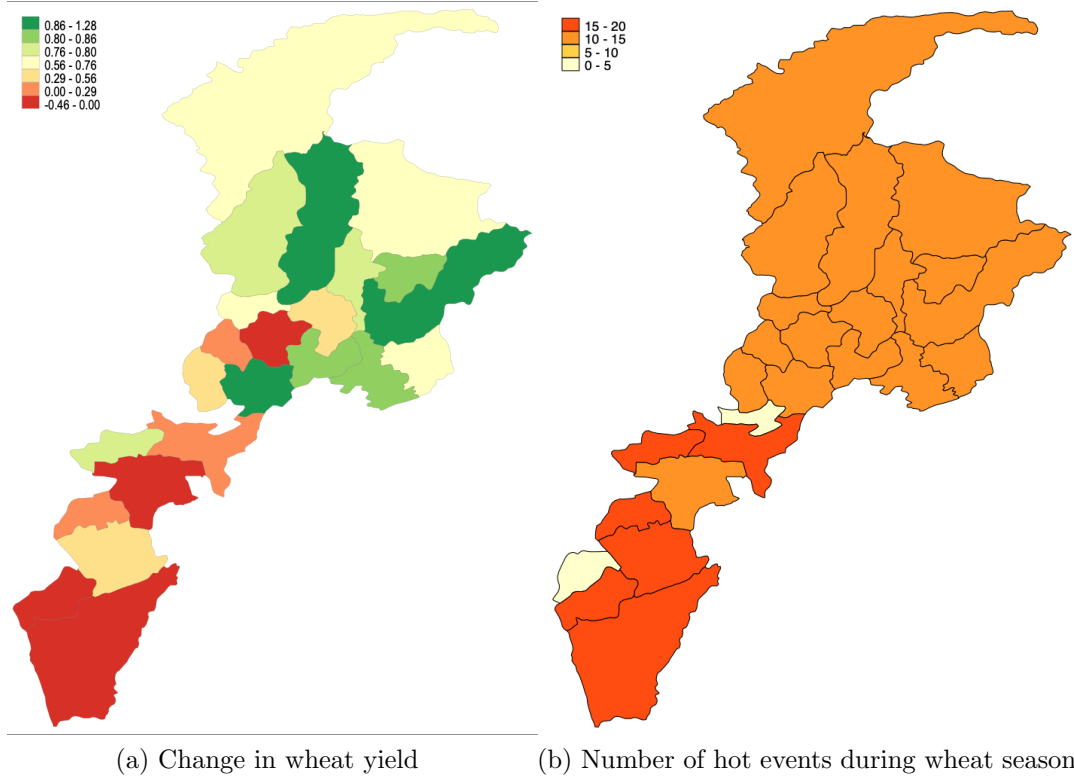 0.86 - 1.28
0.80 - 0.86
0.76 - 0.80
0.56 - 0.76
0.29 - 0.56
0.00 - 0.29
-0.46 - 0.00
15 - 20
10 - 15
5 - 10
0 - 5
(a) Change in wheat yield
(b) Number of hot events during wheat season